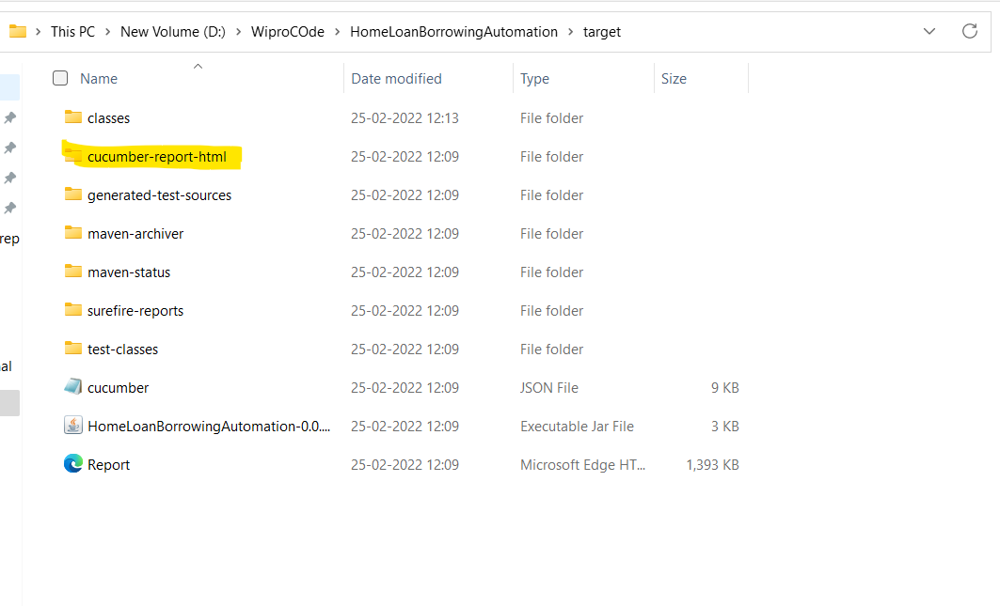 This PC > New Volume (D:) > WiproCOde > HomeLoanBorrowingAutomation > target
Name Date modified Type Size
classes 25-02-2022 12:13 File folder
cucumber-report-html 25-02-2022 12:09 File folder
generated-test-sources 25-02-2022 12:09 File folder
rep
maven-archiver 25-02-2022 12:09 File folder
maven-status 25-02-2022 12:09 File folder
surefire-reports 25-02-2022 12:09 File folder
test-classes 25-02-2022 12:09 File folder
al
cucumber 25-02-2022 12:09 JSON File 9 KB
HomeLoanBorrowingAutomation-0.0.... 25-02-2022 12:09 Executable Jar File 3 KB
Report 25-02-2022 12:09 Microsoft Edge HT... 1,393 KB